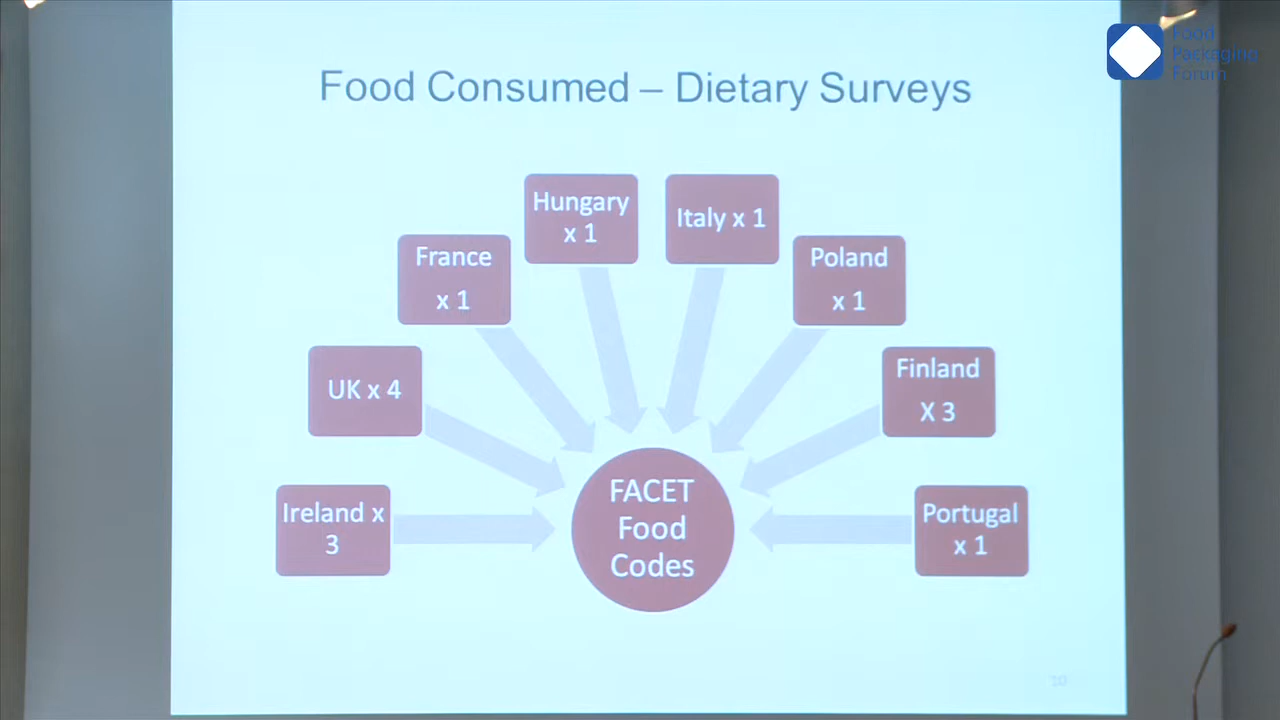 Food
Packaging
Forum
Food Consumed – Dietary Surveys
Hungary
x 1
Italy x 1
France
x 1
Poland
x 1
UK x 4
Finland
X 3
Ireland x
3
FACET
Food
Codes
Portugal
x 1
10